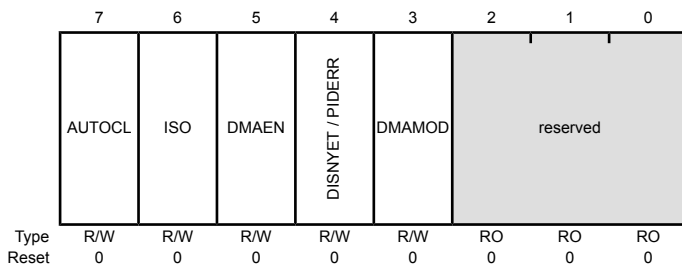 7 6 5 4 3 2 1 0
AUTOCL ISO DMAEN DISNYET / PIDERR DMAMOD reserved
Type R/W R/W R/W R/W R/W RO RO RO
Reset 0 0 0 0 0 0 0 0